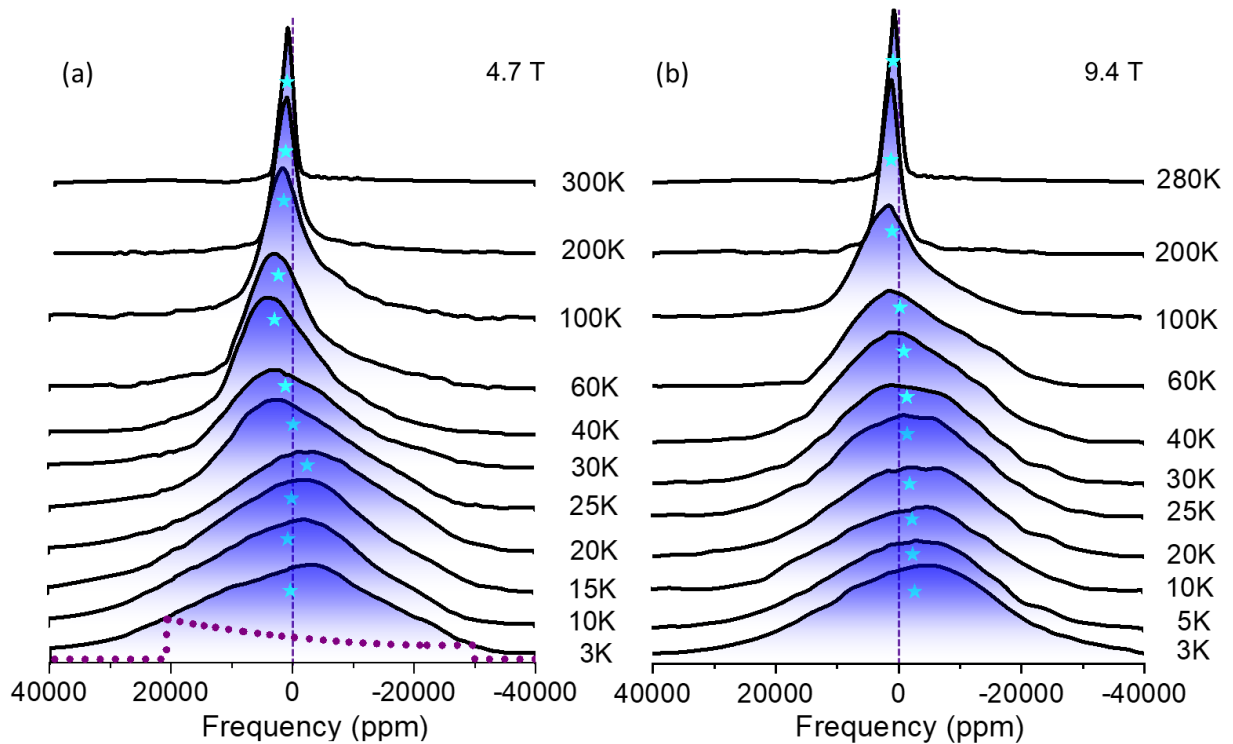 (a)
4.7 T
300K
200K
100K
60K
40K
30K
25K
20K
15K
10K
3K
40000 20000 0 -20000 -40000
Frequency (ppm)
(b)
9.4 T
280K
200K
100K
60K
40K
30K
25K
20K
10K
5K
3K
40000 20000 0 -20000 -40000
Frequency (ppm)